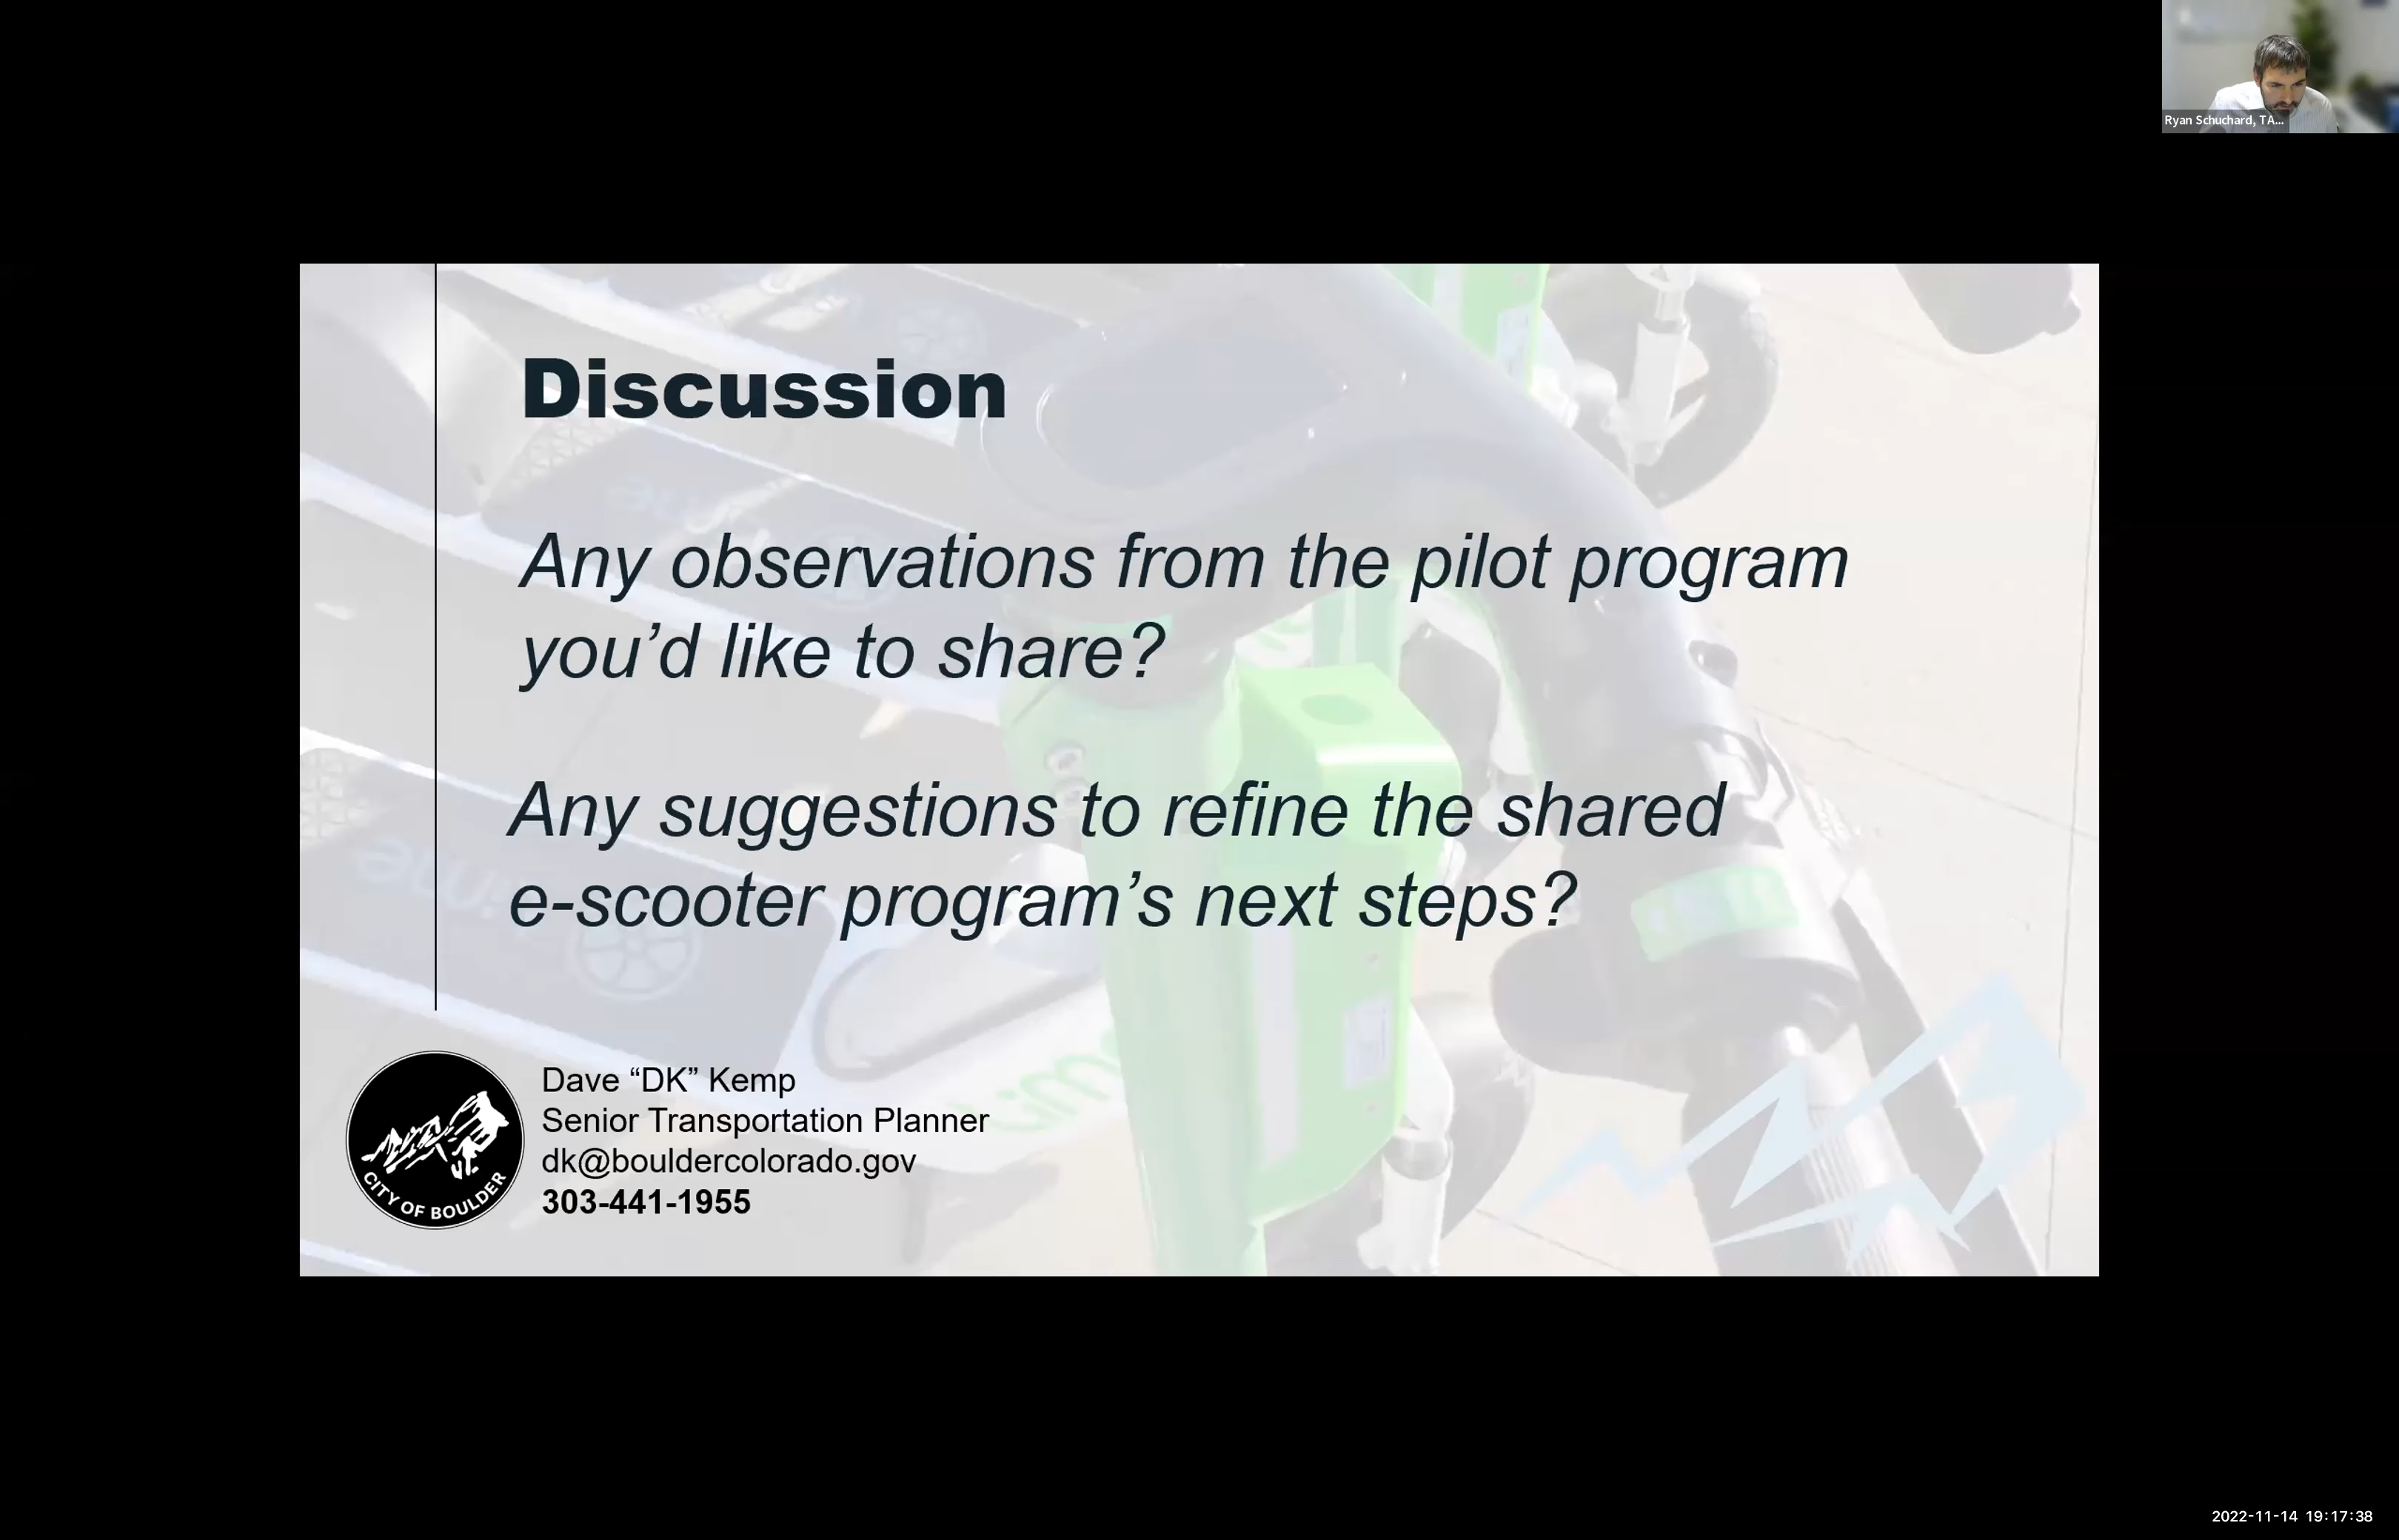 Ryan Schuchard, TA...
Discussion
Any observations from the pilot program
you’d like to share?
Any suggestions to refine the shared
e-scooter program’s next steps?
Dave “DK” Kemp
Senior Transportation Planner
dk@bouldercolorado.gov
303-441-1955
CITY OF BOULDER
Lime
2022-11-14 19:17:38